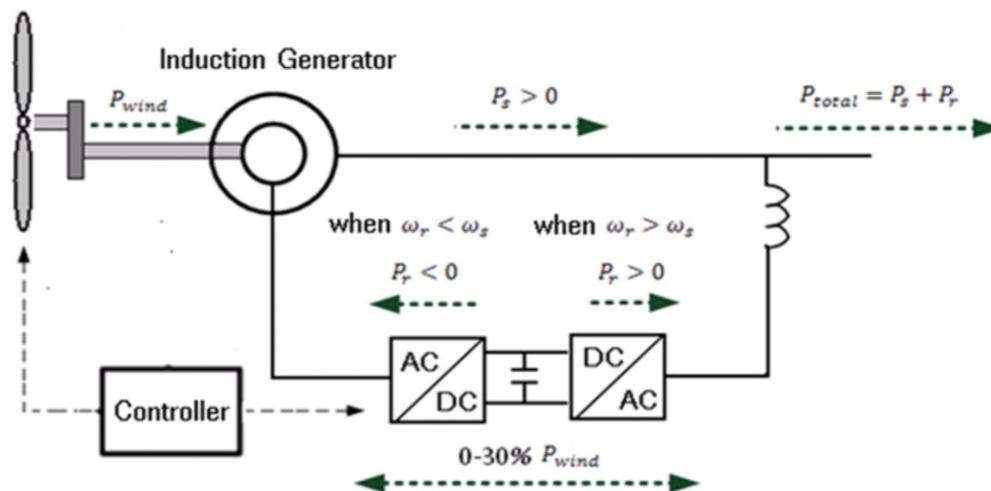 Induction Generator
P_wind
P_s > 0
P_total = P_s + P_r
when ω_r < ω_s
when ω_r > ω_s
P_r < 0
P_r > 0
AC
DC
DC
AC
Controller
0-30% P_wind